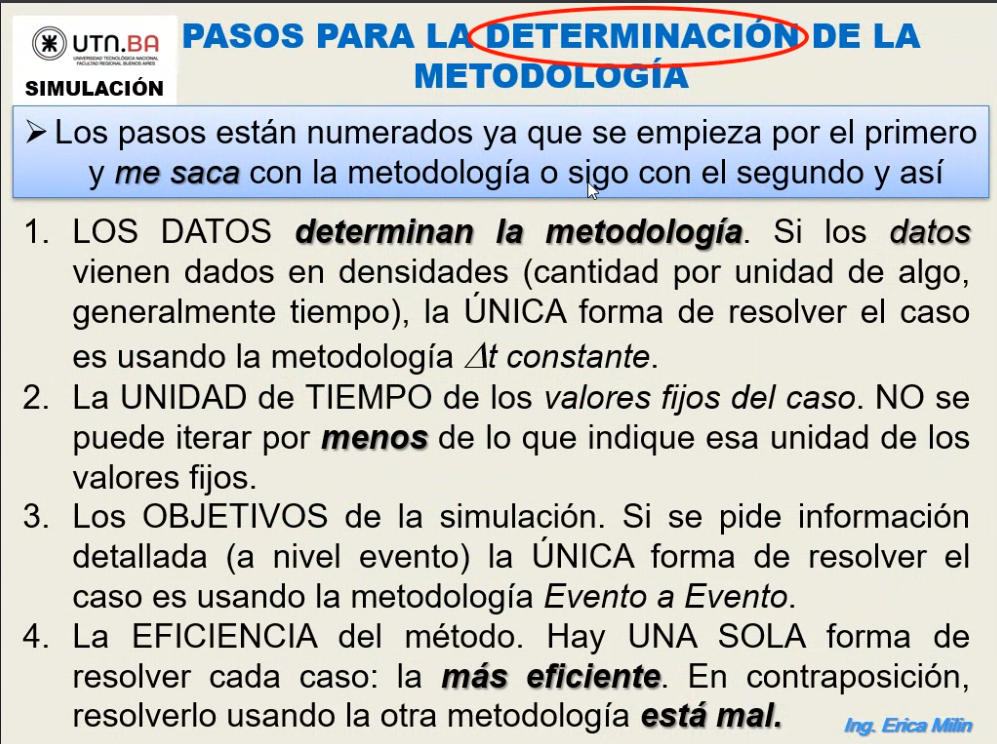 UTN.BA
UNIVERSIDAD TECNOLÓGICA NACIONAL
FACULTAD REGIONAL BUENOS AIRES
SIMULACIÓN
PASOS PARA LA DETERMINACIÓN DE LA
METODOLOGÍA
➢ Los pasos están numerados ya que se empieza por el primero
y me saca con la metodología o sigo con el segundo y así
1. LOS DATOS determinan la metodología. Si los datos
vienen dados en densidades (cantidad por unidad de algo,
generalmente tiempo), la ÚNICA forma de resolver el caso
es usando la metodología Δt constante.
2. La UNIDAD de TIEMPO de los valores fijos del caso. NO se
puede iterar por menos de lo que indique esa unidad de los
valores fijos.
3. Los OBJETIVOS de la simulación. Si se pide información
detallada (a nivel evento) la ÚNICA forma de resolver el
caso es usando la metodología Evento a Evento.
4. La EFICIENCIA del método. Hay UNA SOLA forma de
resolver cada caso: la más eficiente. En contraposición,
resolverlo usando la otra metodología está mal.
Ing. Erica Milin